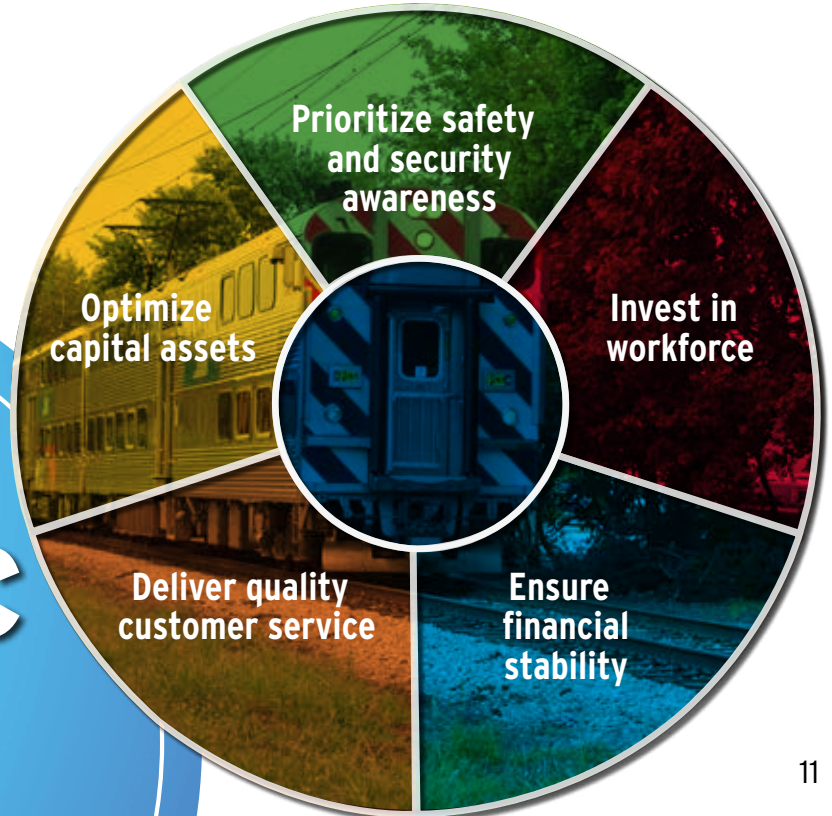 Prioritize safety
and security
awareness
Invest in
workforce
Ensure
financial
stability
Deliver quality
customer service
Optimize
capital assets
11